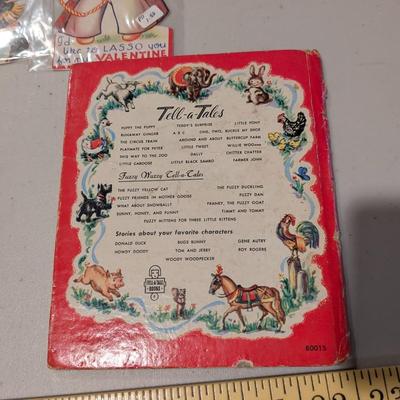 I'd
like to LASSO you
VALENTINE
Tell-a-Tales
PUPPY THE PUPPY TEDDY'S SURPRISE LITTLE PONY
RUNAWAY GINGER A B C ONE, TWO, BUCKLE MY SHOE
THE CIRCUS TRAIN AROUND AND ABOUT BUTTERCUP FARM
PLAYMATE FOR PETER LITTLE TWEET WILLIE WOO
THIS WAY TO THE ZOO DALLY CHITTER CHATTER
LITTLE CABOOSE LITTLE BLACK SAMBO FARMER JOHN
Fuzzy Wuzzy Tell-a-Tales
THE FUZZY YELLOW CAT THE FUZZY DUCKLING
FUZZY FRIENDS IN MOTHER GOOSE FUZZY DAN
WHAT ABOUT SNOWBALL? FRANKY, THE FUZZY GOAT
SUNNY, HONEY, AND FUNNY TIMMY AND TOMMY
FUZZY MITTENS FOR THREE LITTLE KITTENS
Stories about your favorite characters
DONALD DUCK BUGS BUNNY GENE AUTRY
HOWDY DOODY TOM AND JERRY ROY ROGERS
WOODY WOODPECKER
TELL-A-TALE
BOOKS
80015